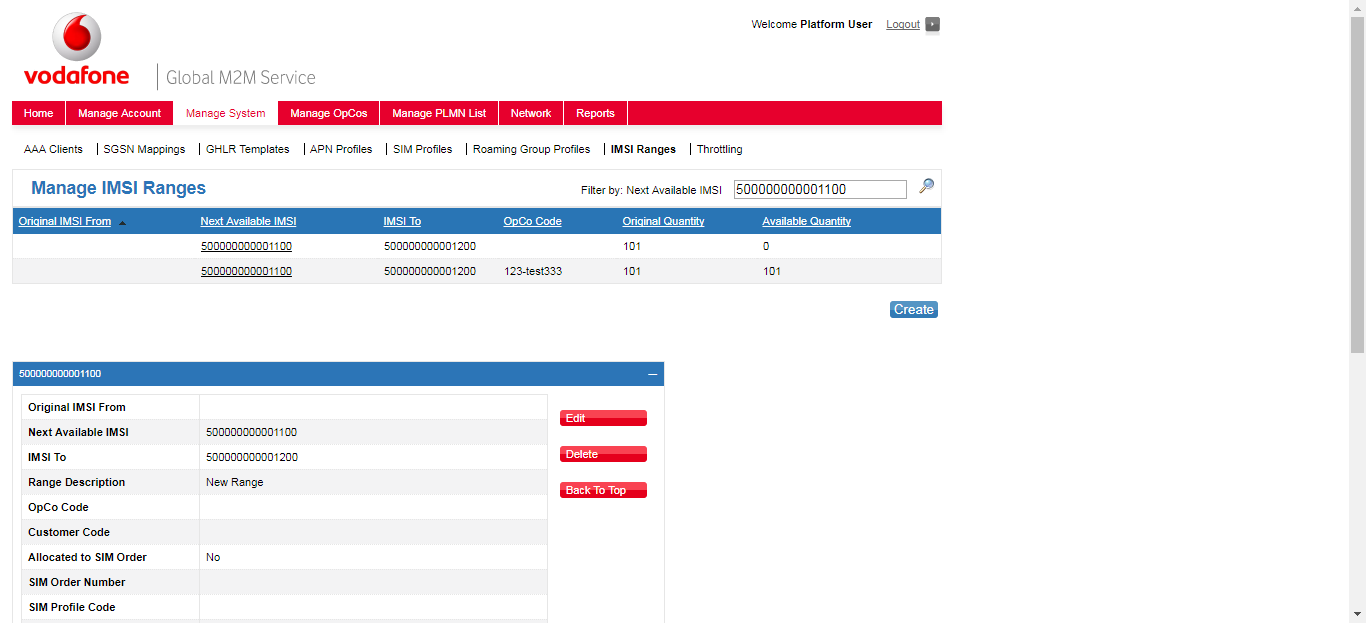 Welcome Platform User Logout
vodafone Global M2M Service
Home Manage Account Manage System Manage OpCos Manage PLMN List Network Reports
AAA Clients SGSN Mappings GHLR Templates APN Profiles SIM Profiles Roaming Group Profiles IMSI Ranges Throttling
Manage IMSI Ranges Filter by: Next Available IMSI 500000000001100
Original IMSI From Next Available IMSI IMSI To OpCo Code Original Quantity Available Quantity
500000000001100 500000000001200 101 0
500000000001100 500000000001200 123-test333 101 101
Create
500000000001100
Original IMSI From
Edit
Next Available IMSI 500000000001100
IMSI To 500000000001200
Delete
Range Description New Range
Back To Top
OpCo Code
Customer Code
Allocated to SIM Order No
SIM Order Number
SIM Profile Code